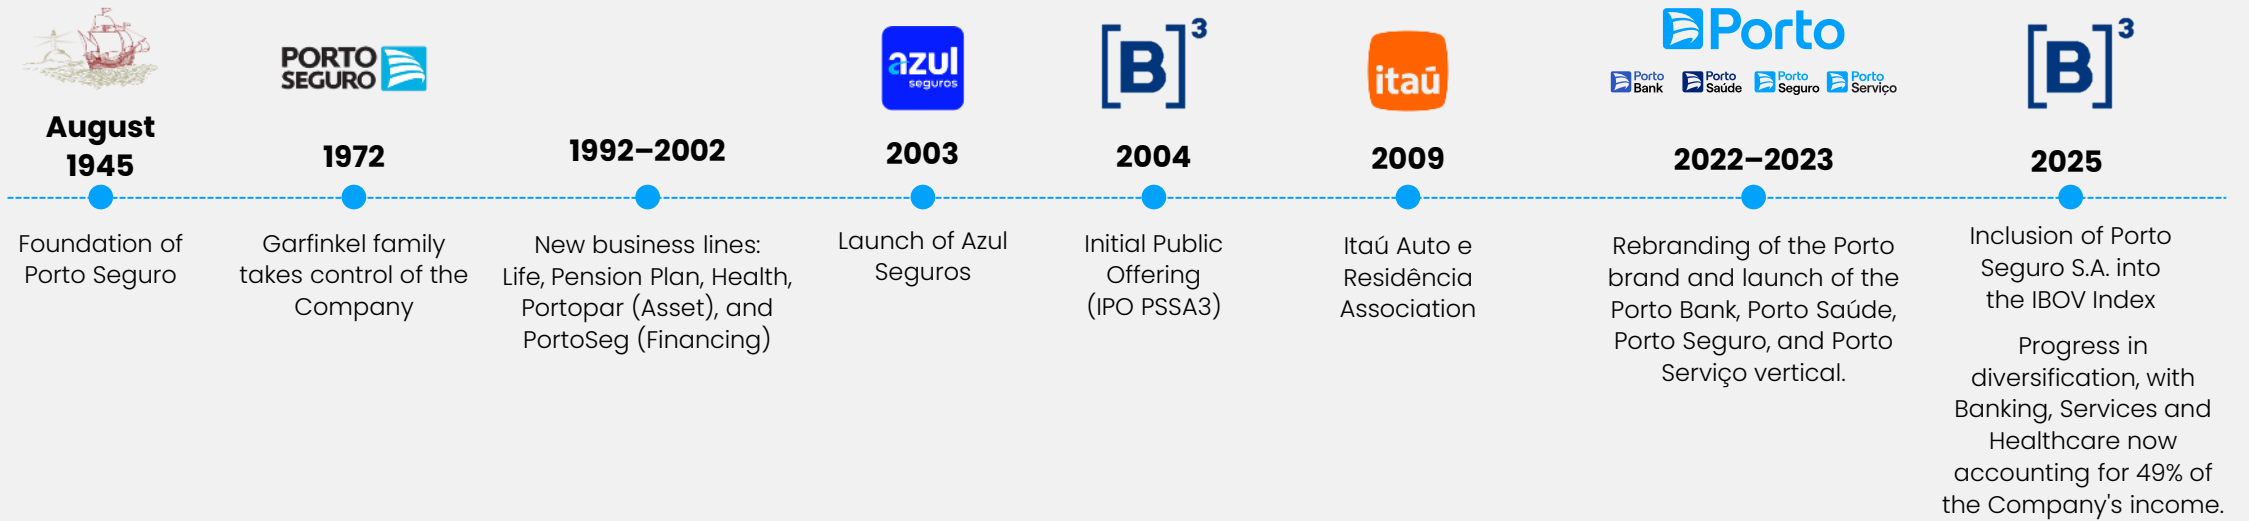 August
1945
Foundation of
Porto Seguro
PORTO
SEGURO
1972
Garfinkel family
takes control of the
Company
1992–2002
New business lines:
Life, Pension Plan, Health,
Portopar (Asset), and
PortoSeg (Financing)
azul
seguros
2003
Launch of Azul
Seguros
[B]³
2004
Initial Public
Offering
(IPO PSSA3)
itaú
2009
Itaú Auto e
Residência
Association
Porto
Porto
Bank
Porto
Saúde
Porto
Seguro
Porto
Serviço
2022–2023
Rebranding of the Porto
brand and launch of the
Porto Bank, Porto Saúde,
Porto Seguro, and Porto
Serviço vertical.
[B]³
2025
Inclusion of Porto
Seguro S.A. into
the IBOV Index
Progress in
diversification, with
Banking, Services and
Healthcare now
accounting for 49% of
the Company's income.